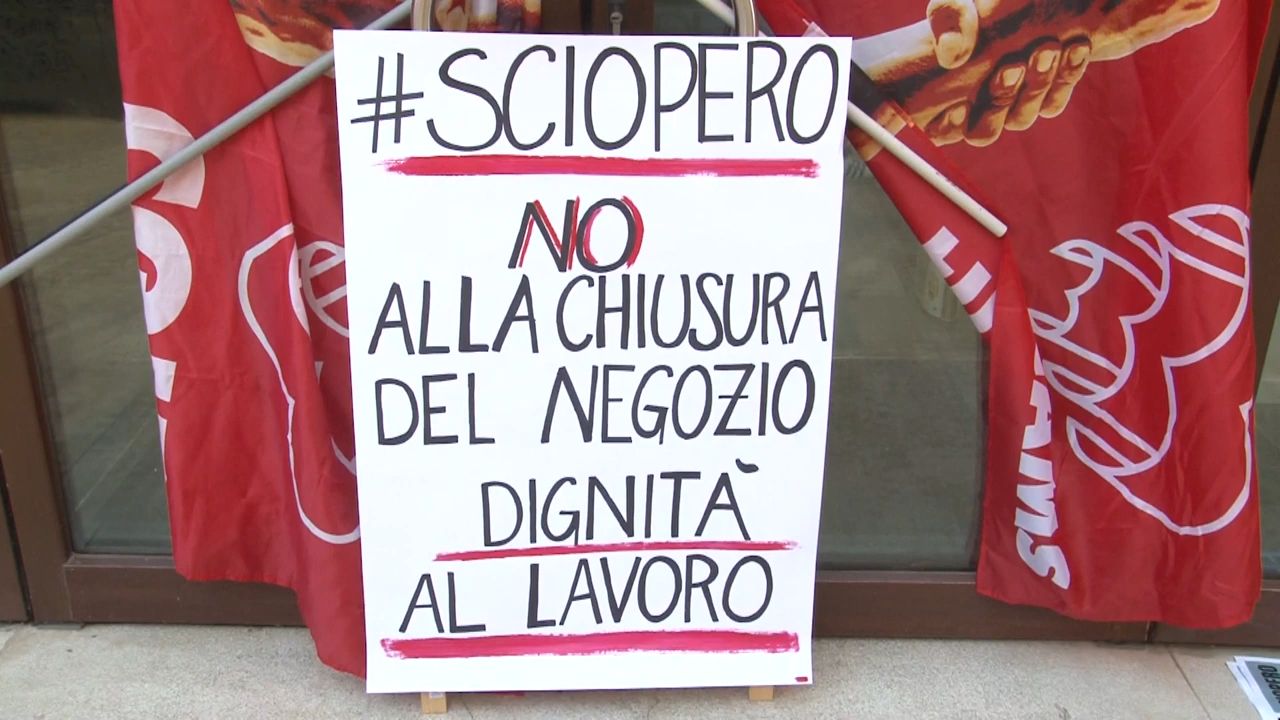 #SCIOPERO
NO
ALLA CHIUSURA
DEL NEGOZIO
DIGNITÀ
AL LAVORO